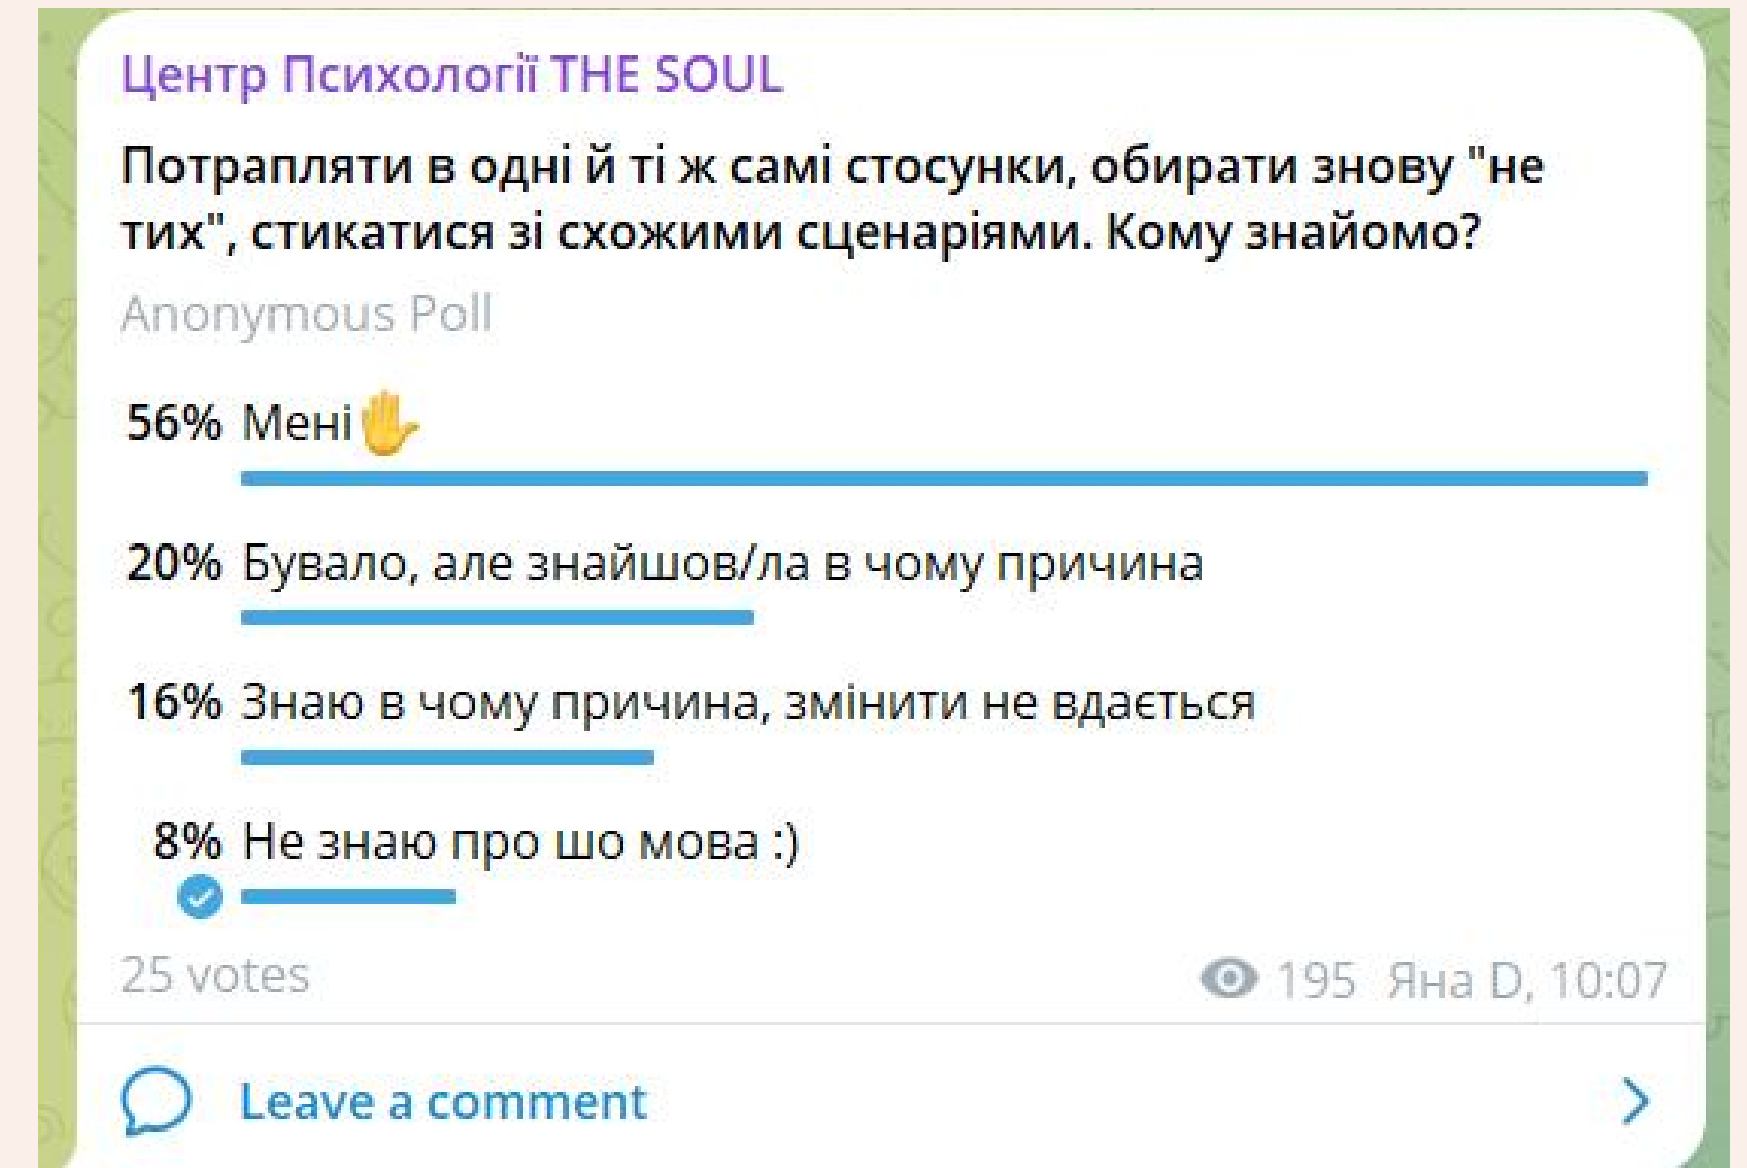 Центр Психології THE SOUL
Потрапляти в одні й ті ж самі стосунки, обирати знову "не
тих", стикатися зі схожими сценаріями. Кому знайомо?
Anonymous Poll
56% Мені✋
20% Бувало, але знайшов/ла в чому причина
16% Знаю в чому причина, змінити не вдається
8% Не знаю про шо мова :)
25 votes 195 Яна D, 10:07
Leave a comment